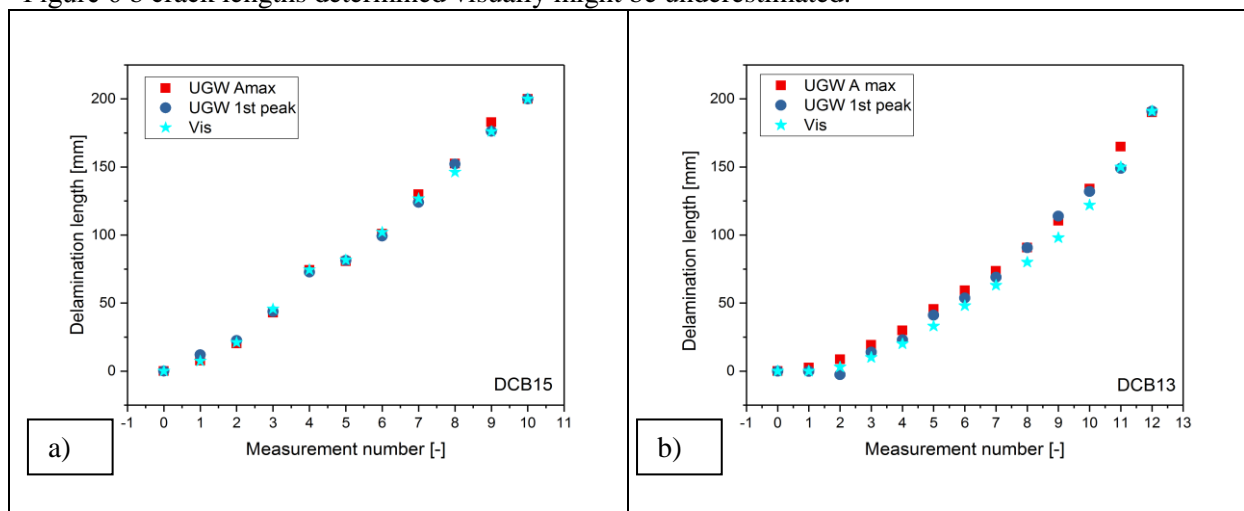 Figure 6 b crack lengths determined visually might be underestimated.
UGW Amax
UGW 1st peak
Vis
200
150
100
50
0
Delamination length [mm]
-1 0 1 2 3 4 5 6 7 8 9 10 11
Measurement number [-]
DCB15
a)
UGW A max
UGW 1st peak
Vis
200
150
100
50
0
Delamination length [mm]
-1 0 1 2 3 4 5 6 7 8 9 10 11 12 13
Measurement number [-]
DCB13
b)